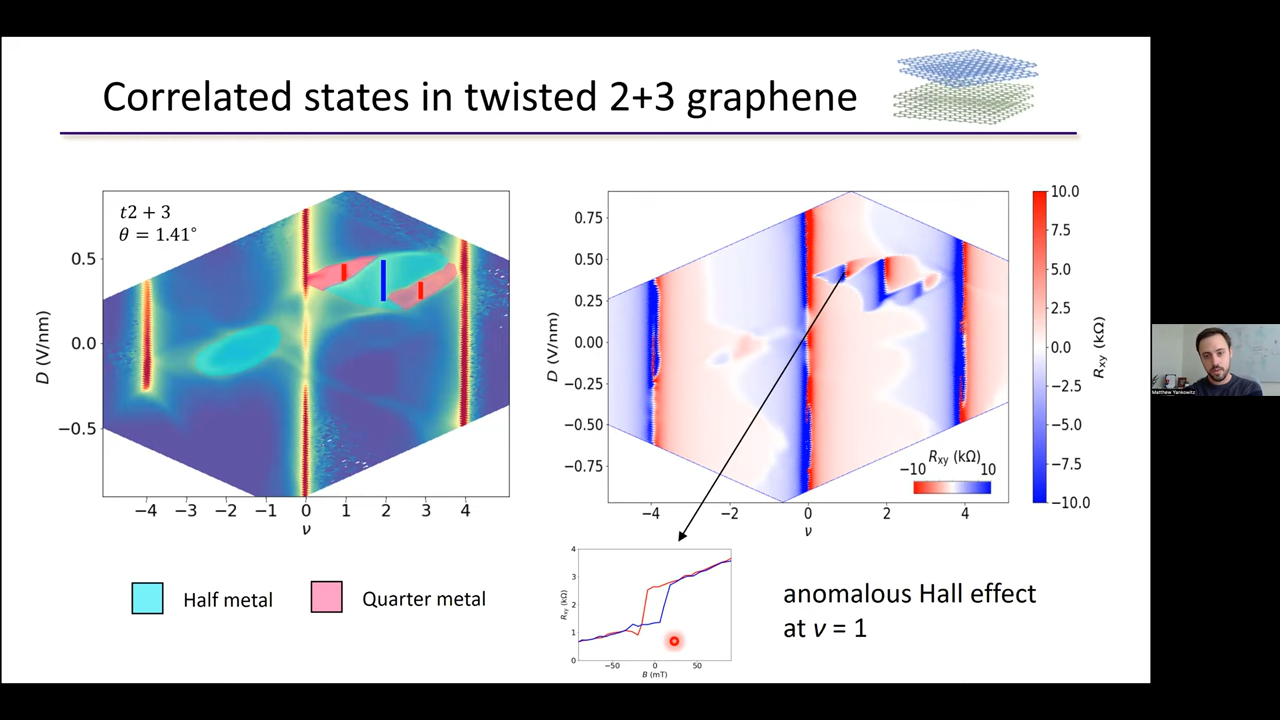 Correlated states in twisted 2+3 graphene
t2 + 3
θ = 1.41°
0.5
0.0
−0.5
D (V/nm)
−4 −3 −2 −1 0 1 2 3 4
ν
0.75
0.50
0.25
0.00
−0.25
−0.50
−0.75
D (V/nm)
−4 −2 0 2 4
ν
Rxy (kΩ)
−10 10
10.0
7.5
5.0
2.5
0.0
−2.5
−5.0
−7.5
−10.0
Rxy (kΩ)
Matthew Yankowitz
Half metal
Quarter metal
4
3
2
1
0
Rxy (kΩ)
−50 0 50
B (mT)
anomalous Hall effect
at ν = 1